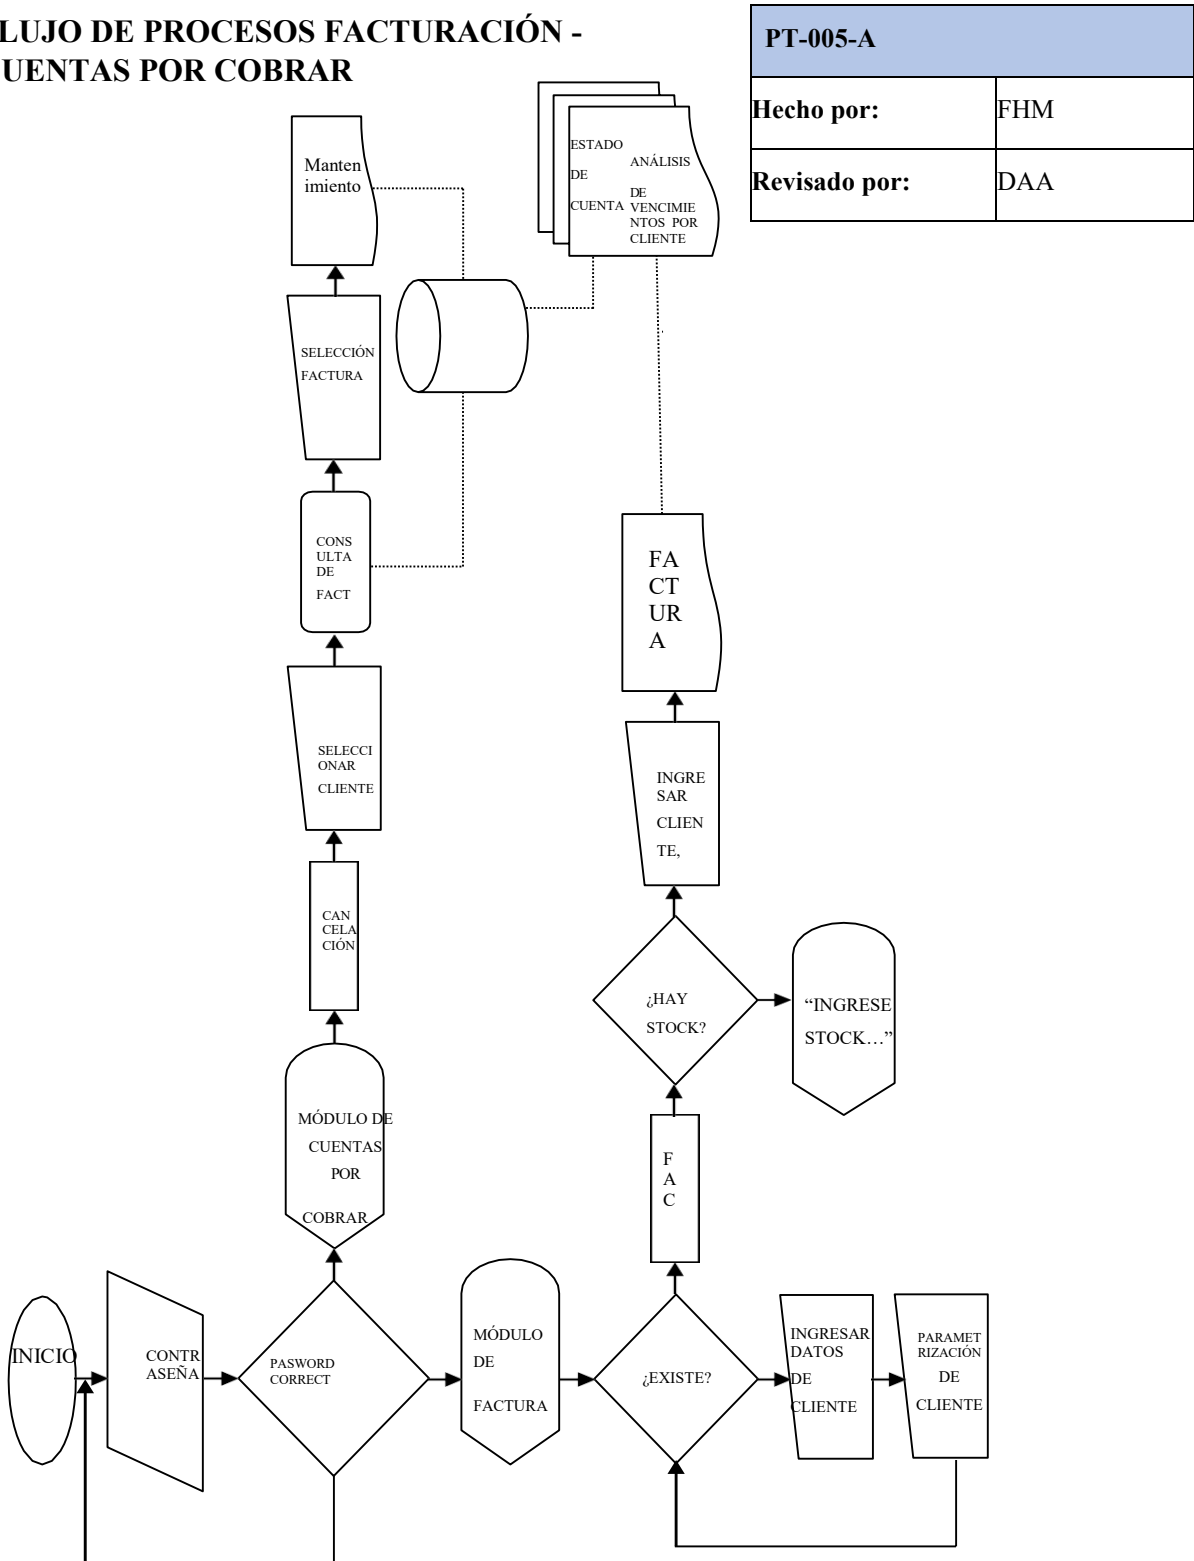 LUJO DE PROCESOS FACTURACIÓN -
UENTAS POR COBRAR
PT-005-A
Hecho por: FHM
Revisado por: DAA
Manten
imiento
ESTADO
DE
CUENTA
ANÁLISIS
DE
VENCIMIE
NTOS POR
CLIENTE
SELECCIÓN
FACTURA
CONS
ULTA
DE
FACT
FA
CT
UR
A
SELECCI
ONAR
CLIENTE
INGRE
SAR
CLIEN
TE,
CAN
CELA
CIÓN
¿HAY
STOCK?
“INGRESE
STOCK…”
MÓDULO DE
CUENTAS
POR
COBRAR
F
A
C
INICIO
CONTR
ASEÑA
PASWORD
CORRECT
MÓDULO
DE
FACTURA
¿EXISTE?
INGRESAR
DATOS
DE
CLIENTE
PARAMET
RIZACIÓN
DE
CLIENTE